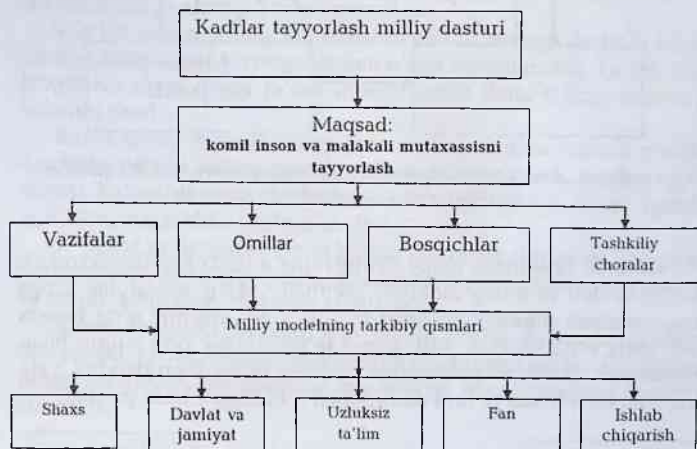 Kadrlar tayyorlash milliy dasturi
Maqsad:
komil inson va malakali mutaxassisni
tayyorlash
Vazifalar
Omillar
Bosqichlar
Tashkiliy
choralar
Milliy modelning tarkibiy qismlari
Shaxs
Davlat va
jamiyat
Uzluksiz
ta'lim
Fan
Ishlab
chiqarish